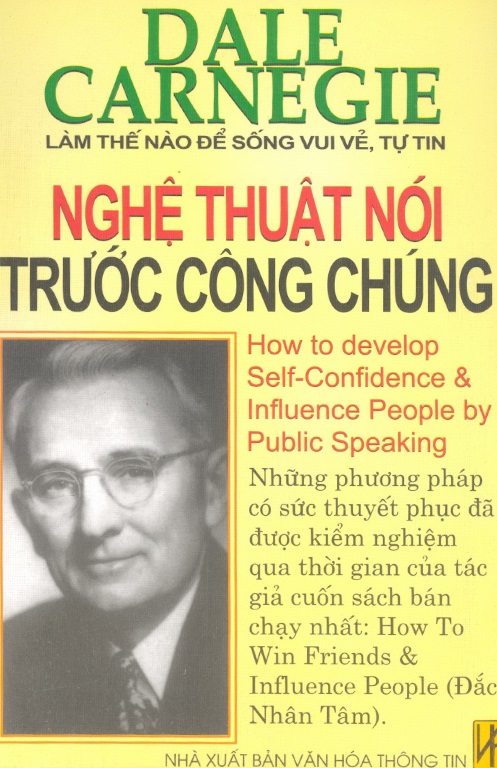 DALE
CARNEGIE
LÀM THẾ NÀO ĐỂ SỐNG VUI VẺ, TỰ TIN
NGHỆ THUẬT NÓI
TRƯỚC CÔNG CHÚNG
How to develop
Self-Confidence &
Influence People by
Public Speaking
Những phương pháp
có sức thuyết phục đã
được kiểm nghiệm
qua thời gian của tác
giả cuốn sách bán
chạy nhất: How To
Win Friends &
Influence People (Đắc
Nhân Tâm).
NHÀ XUẤT BẢN VĂN HÓA THÔNG TIN